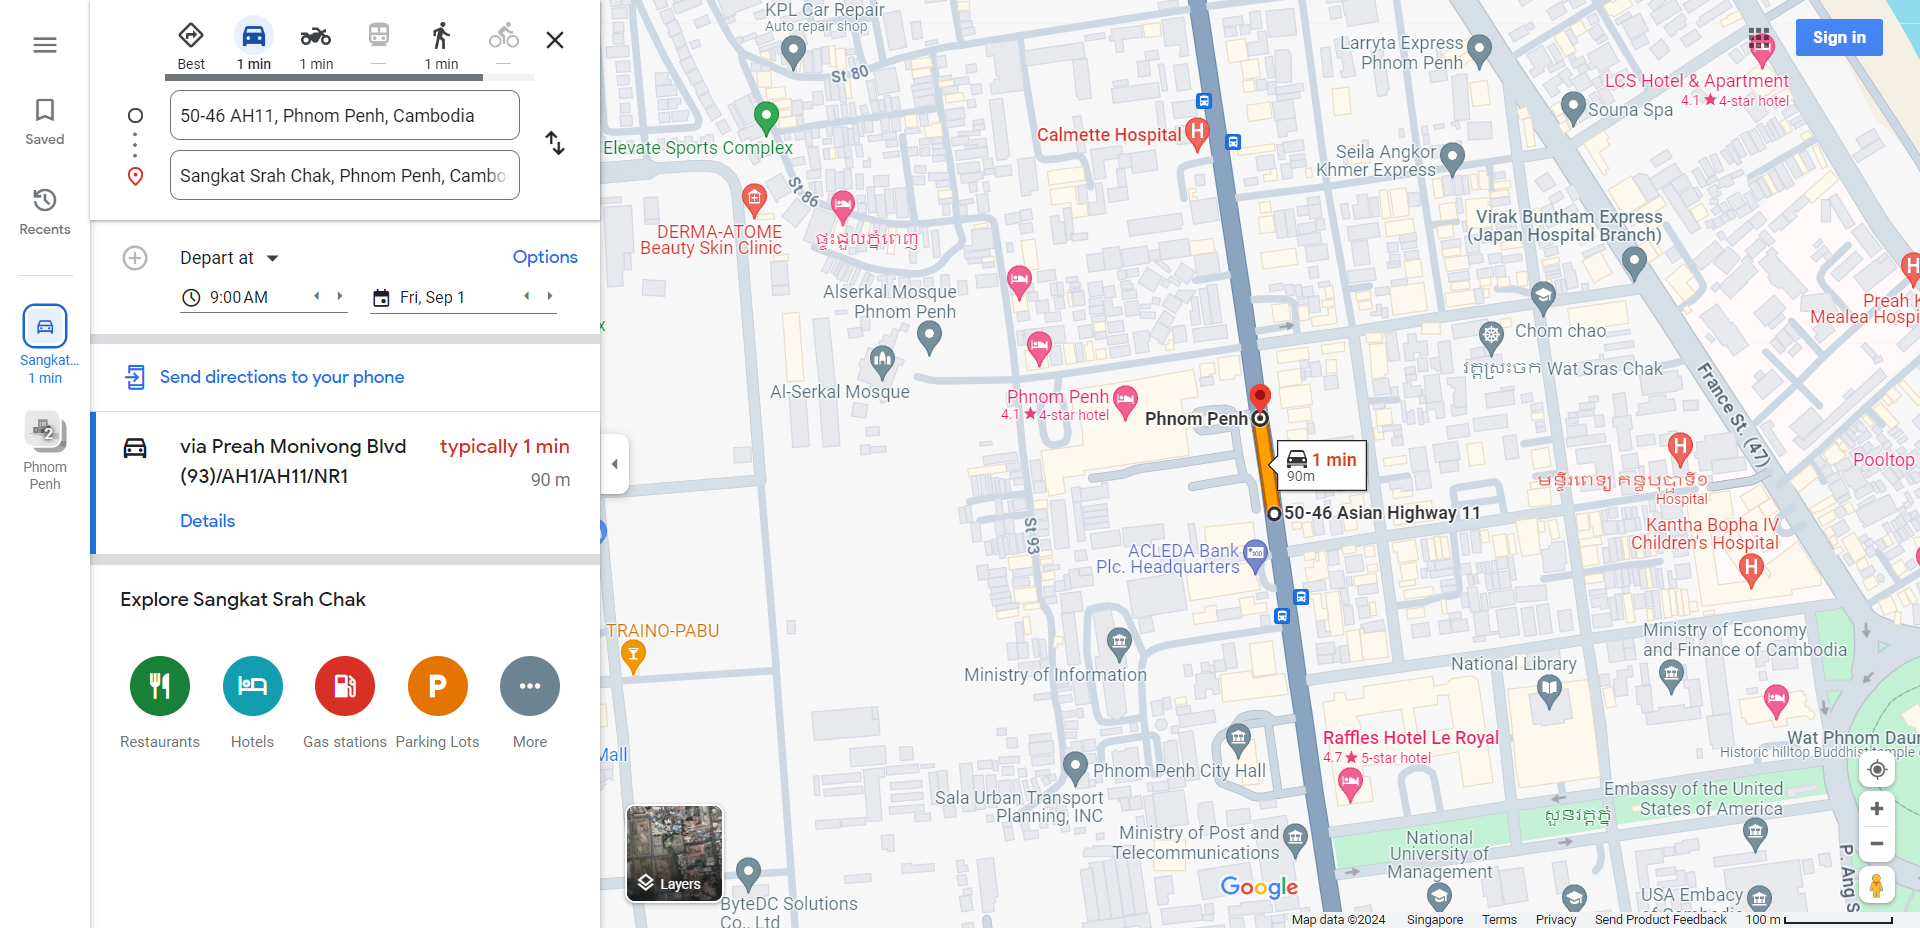 Saved
Recents
Sangkat...
1 min
2
Phnom
Penh
Best
1 min
1 min
—
1 min
—
50-46 AH11, Phnom Penh, Cambodia
Sangkat Srah Chak, Phnom Penh, Cambo
Depart at
Options
9:00 AM
Fri, Sep 1
Send directions to your phone
via Preah Monivong Blvd
(93)/AH1/AH11/NR1
typically 1 min
90 m
Details
Explore Sangkat Srah Chak
Restaurants
Hotels
Gas stations
P
Parking Lots
More
KPL Car Repair
Auto repair shop
St 80
Elevate Sports Complex
St 86
DERMA-ATOME
Beauty Skin Clinic
ផ្ទះជួលភ្នំពេញ
Calmette Hospital
H
Larryta Express
Phnom Penh
Sign in
LCS Hotel & Apartment
4.1 ★ 4-star hotel
Souna Spa
Seila Angkor
Khmer Express
Virak Buntham Express
(Japan Hospital Branch)
H
Preah K
Mealea Hospi
Alserkal Mosque
Phnom Penh
Al-Serkal Mosque
Chom chao
វត្តស្រះចក Wat Sras Chak
France St. (47)
Phnom Penh
4.1 ★ 4-star hotel
Phnom Penh
1 min
90m
50-46 Asian Highway 11
H
មន្ទីរពេទ្យ គន្ធបុប្ផាទី១
Hospital
Pooltop
Kantha Bopha IV
Children's Hospital
H
St 93
ACLEDA Bank
Plc. Headquarters
TRAINO-PABU
Ministry of Information
Ministry of Economy
and Finance of Cambodia
National Library
Raffles Hotel Le Royal
4.7 ★ 5-star hotel
Wat Phnom Daun
Historic hilltop Buddhist temple
Mall
Phnom Penh City Hall
Sala Urban Transport
Planning, INC
Embassy of the United
States of America
សួនវត្តភ្នំ
Ministry of Post and
Telecommunications
National
University of
Management
Layers
ByteDC Solutions
Co., Ltd
Google
USA Embacy
P. Ang S
Map data ©2024
Singapore
Terms
Privacy
Send Product Feedback
100 m